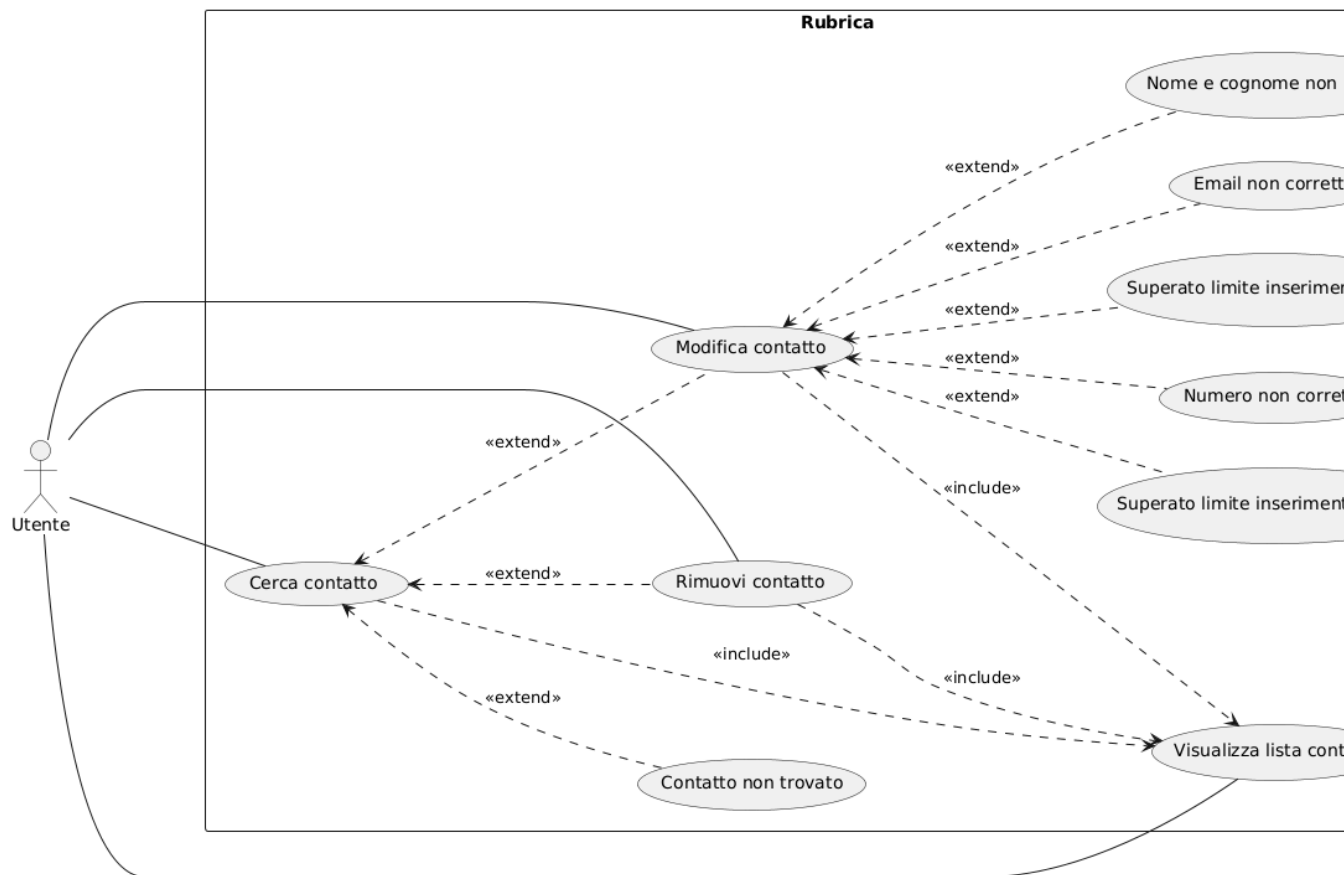 Rubrica
Nome e cognome non
«extend»
Email non corrett
«extend»
Superato limite inserimen
«extend»
Modifica contatto
«extend»
Numero non corret
«extend»
«extend»
«include»
Superato limite inseriment
Utente
Cerca contatto
«extend»
Rimuovi contatto
«include»
«include»
«extend»
Visualizza lista cont
Contatto non trovato